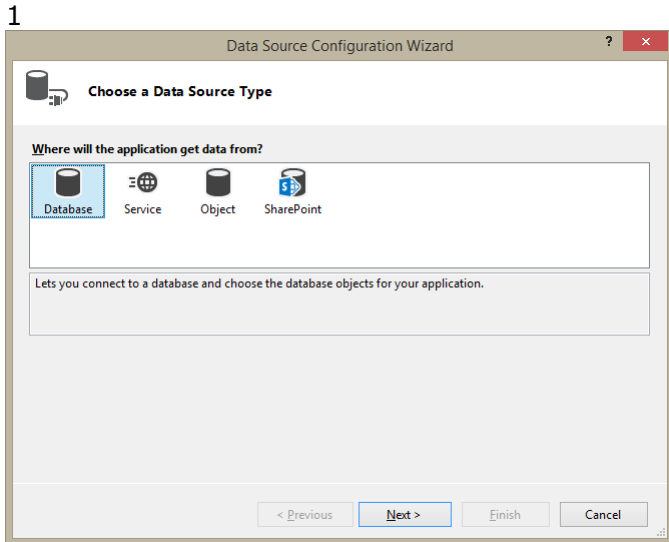 1
Data Source Configuration Wizard
?
Choose a Data Source Type
Where will the application get data from?
Database Service Object SharePoint
Lets you connect to a database and choose the database objects for your application.
< Previous Next > Finish Cancel